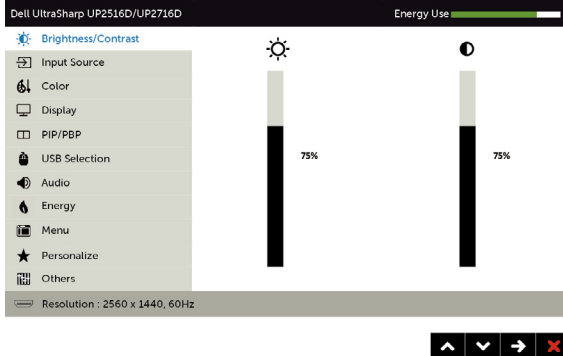 Dell UltraSharp UP2516D/UP2716D
Energy Use
Brightness/Contrast
Input Source
Color
Display
PIP/PBP
USB Selection
Audio
Energy
Menu
Personalize
Others
75%
75%
Resolution : 2560 x 1440, 60Hz